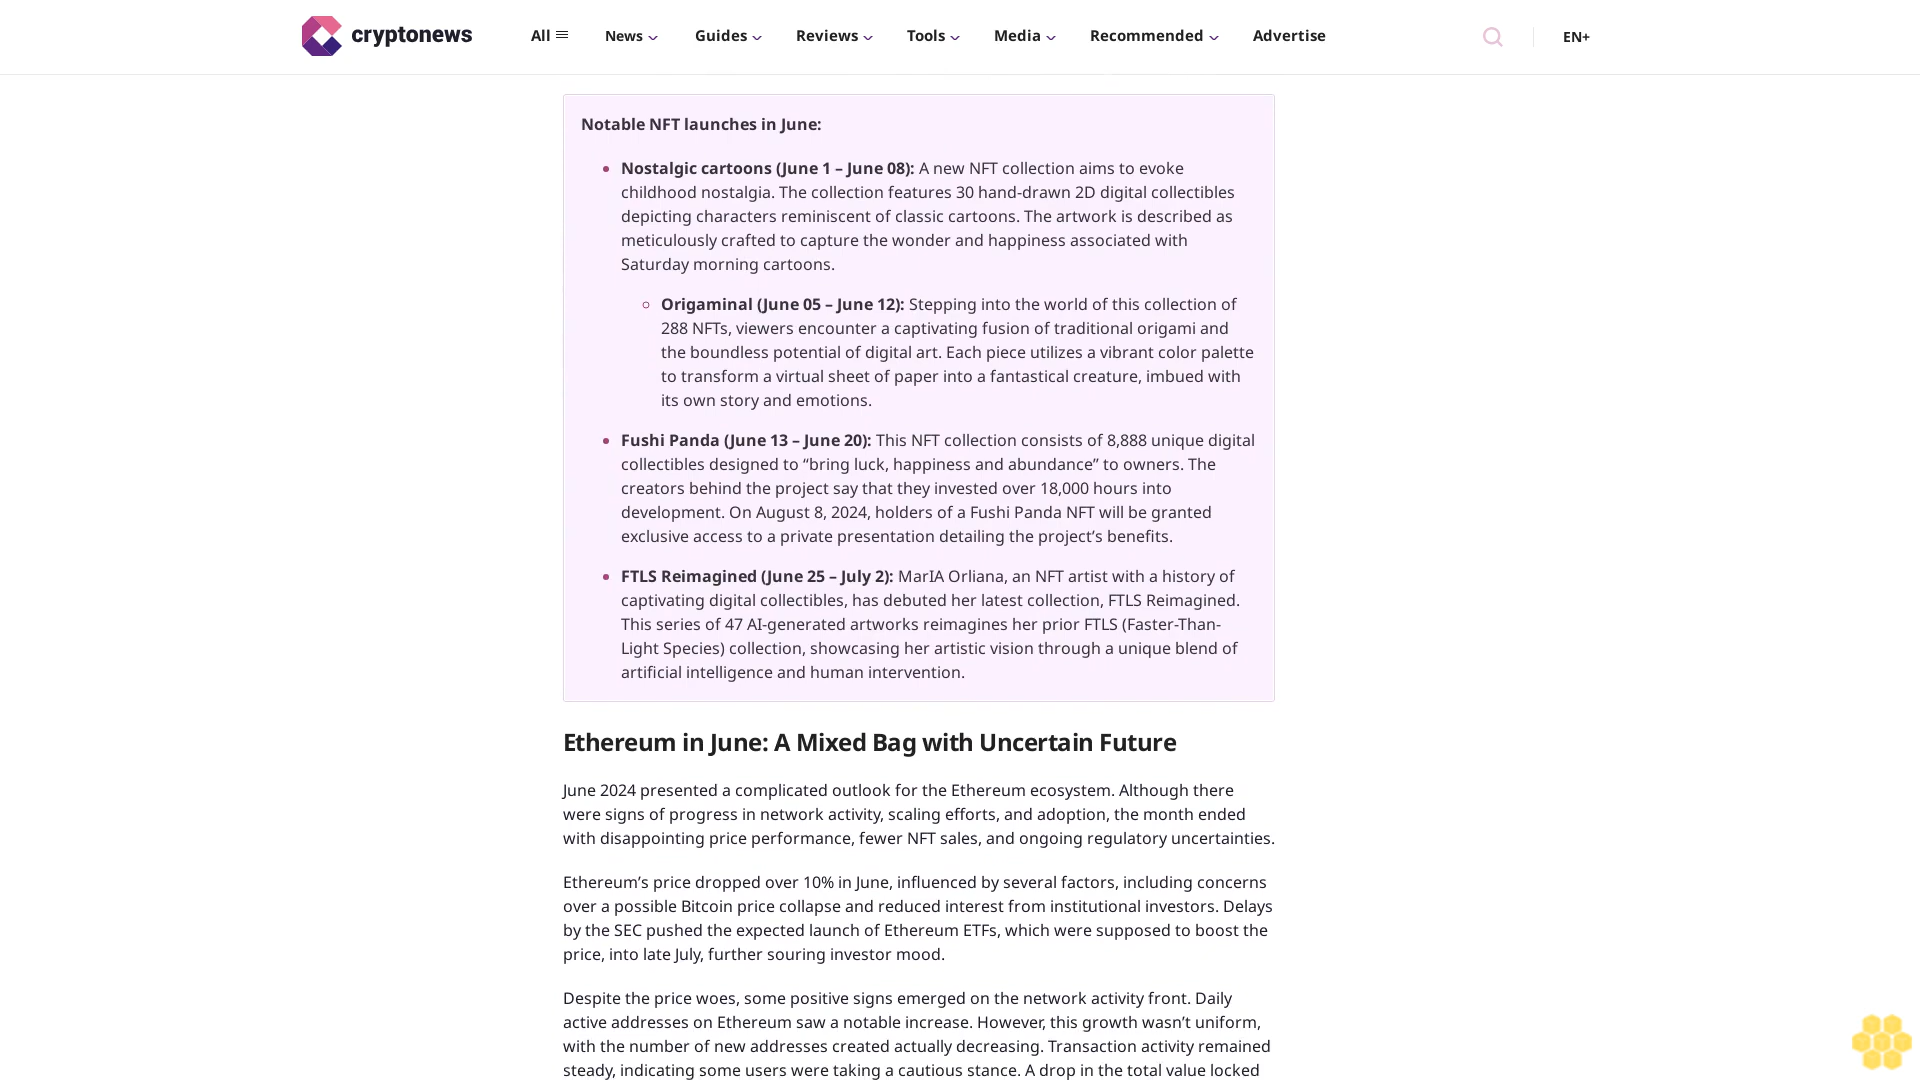 cryptonews
All
News
Guides
Reviews
Tools
Media
Recommended
Advertise
EN+
Notable NFT launches in June:
Nostalgic cartoons (June 1 – June 08): A new NFT collection aims to evoke
childhood nostalgia. The collection features 30 hand-drawn 2D digital collectibles
depicting characters reminiscent of classic cartoons. The artwork is described as
meticulously crafted to capture the wonder and happiness associated with
Saturday morning cartoons.
Origaminal (June 05 – June 12): Stepping into the world of this collection of
288 NFTs, viewers encounter a captivating fusion of traditional origami and
the boundless potential of digital art. Each piece utilizes a vibrant color palette
to transform a virtual sheet of paper into a fantastical creature, imbued with
its own story and emotions.
Fushi Panda (June 13 – June 20): This NFT collection consists of 8,888 unique digital
collectibles designed to “bring luck, happiness and abundance” to owners. The
creators behind the project say that they invested over 18,000 hours into
development. On August 8, 2024, holders of a Fushi Panda NFT will be granted
exclusive access to a private presentation detailing the project’s benefits.
FTLS Reimagined (June 25 – July 2): MarIA Orliana, an NFT artist with a history of
captivating digital collectibles, has debuted her latest collection, FTLS Reimagined.
This series of 47 AI-generated artworks reimagines her prior FTLS (Faster-Than-
Light Species) collection, showcasing her artistic vision through a unique blend of
artificial intelligence and human intervention.
Ethereum in June: A Mixed Bag with Uncertain Future
June 2024 presented a complicated outlook for the Ethereum ecosystem. Although there
were signs of progress in network activity, scaling efforts, and adoption, the month ended
with disappointing price performance, fewer NFT sales, and ongoing regulatory uncertainties.
Ethereum’s price dropped over 10% in June, influenced by several factors, including concerns
over a possible Bitcoin price collapse and reduced interest from institutional investors. Delays
by the SEC pushed the expected launch of Ethereum ETFs, which were supposed to boost the
price, into late July, further souring investor mood.
Despite the price woes, some positive signs emerged on the network activity front. Daily
active addresses on Ethereum saw a notable increase. However, this growth wasn’t uniform,
with the number of new addresses created actually decreasing. Transaction activity remained
steady, indicating some users were taking a cautious stance. A drop in the total value locked